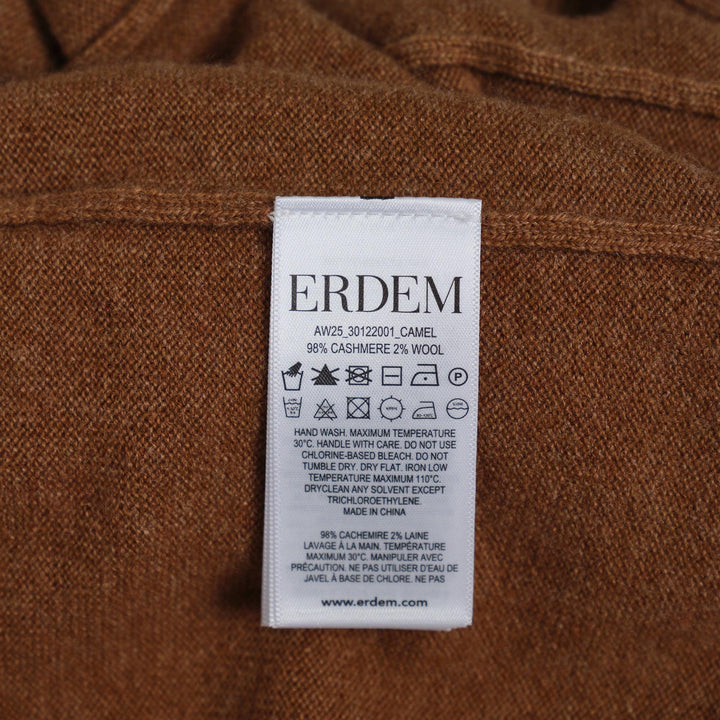 ERDEM
AW25_30122001_CAMEL
98% CASHMERE 2% WOOL
HAND WASH. MAXIMUM TEMPERATURE
30°C. HANDLE WITH CARE. DO NOT USE
CHLORINE-BASED BLEACH. DO NOT
TUMBLE DRY. DRY FLAT. IRON LOW
TEMPERATURE MAXIMUM 110°C.
DRYCLEAN ANY SOLVENT EXCEPT
TRICHLOROETHYLENE.
MADE IN CHINA
98% CACHEMIRE 2% LAINE
LAVAGE À LA MAIN. TEMPÉRATURE
MAXIMUM 30°C. MANIPULER AVEC
PRÉCAUTION. NE PAS UTILISER D'EAU DE
JAVEL À BASE DE CHLORE. NE PAS
www.erdem.com